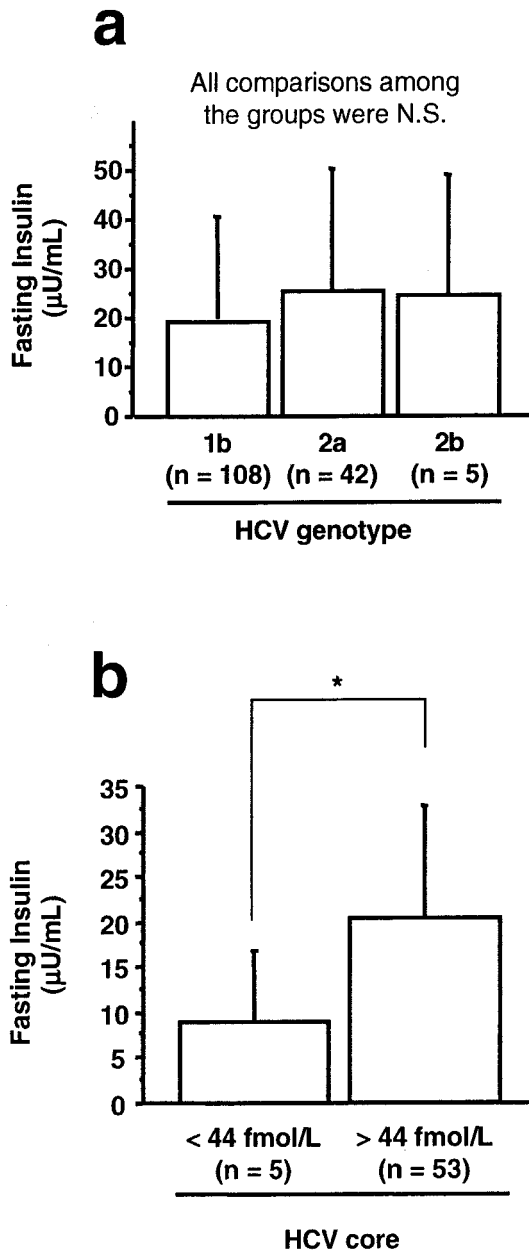 a
All comparisons among
the groups were N.S.
Fasting Insulin
(µU/mL)
50
40
30
20
10
0
1b
2a
2b
(n = 108)
(n = 42)
(n = 5)
HCV genotype
b
*
Fasting Insulin
(µU/mL)
35
30
25
20
15
10
5
0
< 44 fmol/L
> 44 fmol/L
(n = 5)
(n = 53)
HCV core